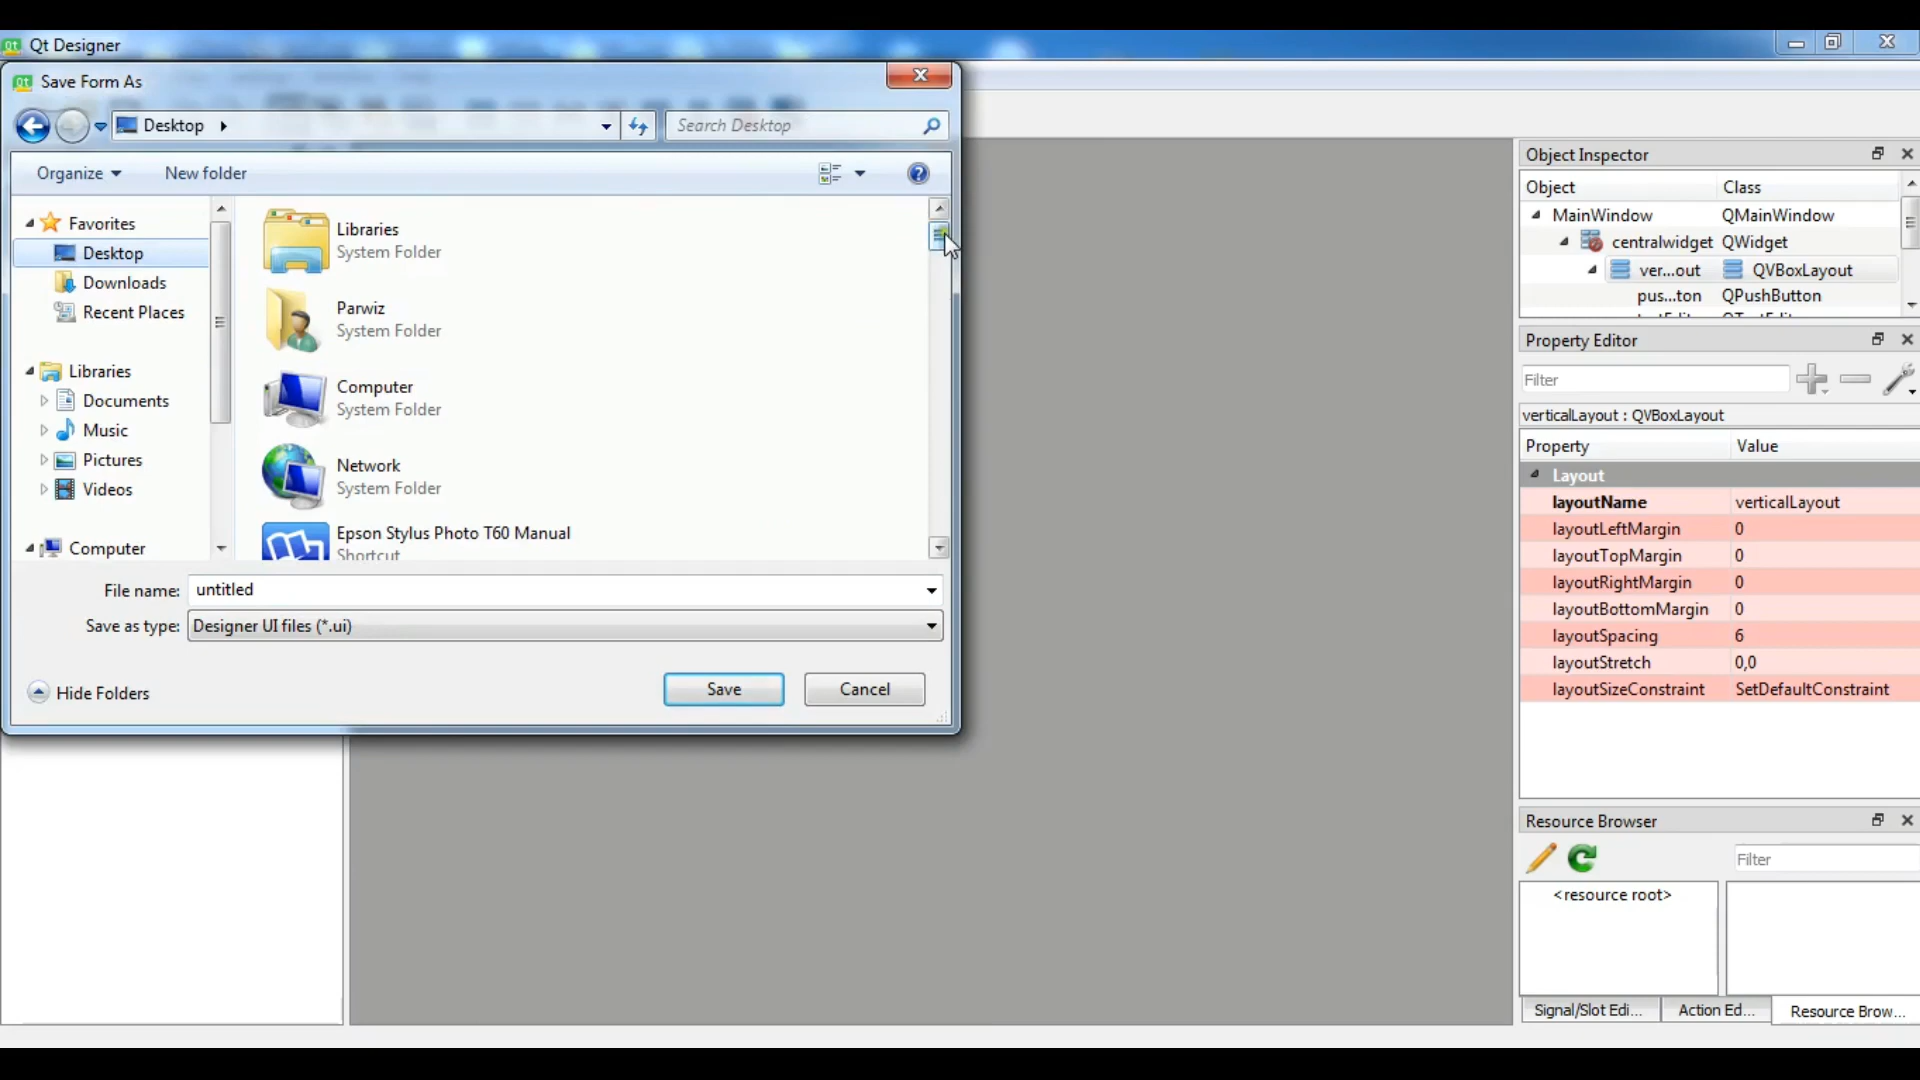 Qt Designer
Save Form As
Desktop
Search Desktop
Organize
New folder
Favorites
Desktop
Downloads
Recent Places
Libraries
Documents
Music
Pictures
Videos
Computer
Libraries
System Folder
Parwiz
System Folder
Computer
System Folder
Network
System Folder
Epson Stylus Photo T60 Manual
Shortcut
File name: untitled
Save as type: Designer UI files (*.ui)
Hide Folders
Save
Cancel
Object Inspector
Object Class
MainWindow QMainWindow
centralwidget QWidget
ver...out QVBoxLayout
pus...ton QPushButton
Property Editor
Filter
verticalLayout : QVBoxLayout
Property Value
Layout
layoutName verticalLayout
layoutLeftMargin 0
layoutTopMargin 0
layoutRightMargin 0
layoutBottomMargin 0
layoutSpacing 6
layoutStretch 0,0
layoutSizeConstraint SetDefaultConstraint
Resource Browser
Filter
<resource root>
Signal/Slot Edi...
Action Ed...
Resource Brow...